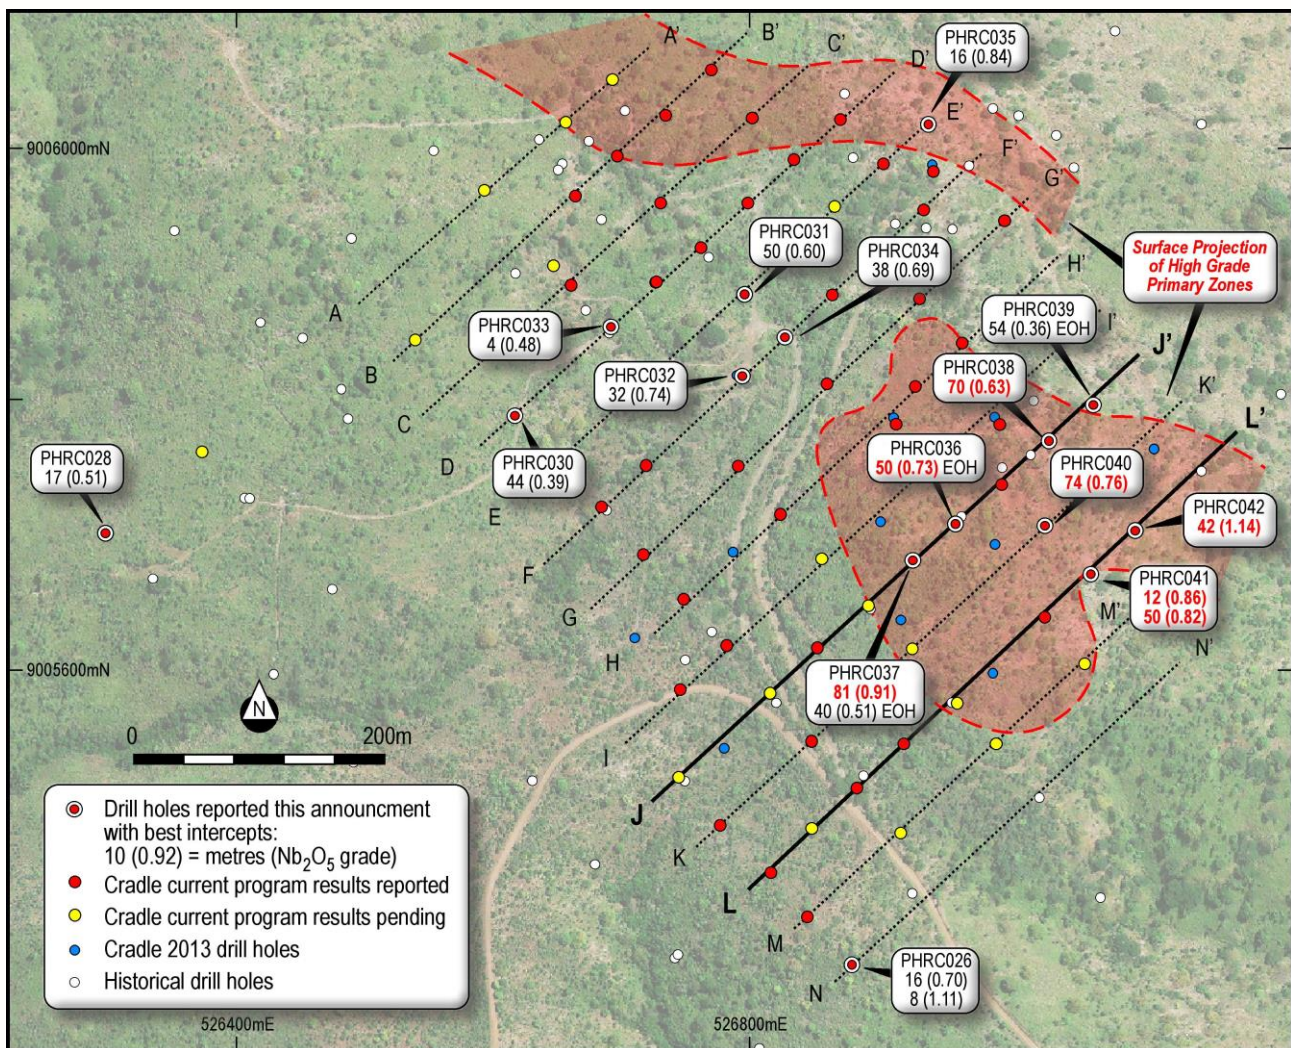 A'
B'
C'
D'
PHRC035
16 (0.84)
E'
F'
G'
9006000mN
PHRC031
50 (0.60)
PHRC034
38 (0.69)
Surface Projection
of High Grade
Primary Zones
H'
I'
PHRC039
54 (0.36) EOH
J'
A
PHRC033
4 (0.48)
B
PHRC032
32 (0.74)
PHRC038
70 (0.63)
K'
L'
C
D
PHRC030
44 (0.39)
PHRC028
17 (0.51)
PHRC036
50 (0.73) EOH
PHRC040
74 (0.76)
PHRC042
42 (1.14)
E
F
PHRC041
12 (0.86)
50 (0.82)
G
M'
N'
H
9005600mN
PHRC037
81 (0.91)
40 (0.51) EOH
N
0
200m
I
J
K
L
M
N
PHRC026
16 (0.70)
8 (1.11)
Drill holes reported this announcment
with best intercepts:
10 (0.92) = metres (Nb₂O₅ grade)
Cradle current program results reported
Cradle current program results pending
Cradle 2013 drill holes
Historical drill holes
526400mE
526800mE